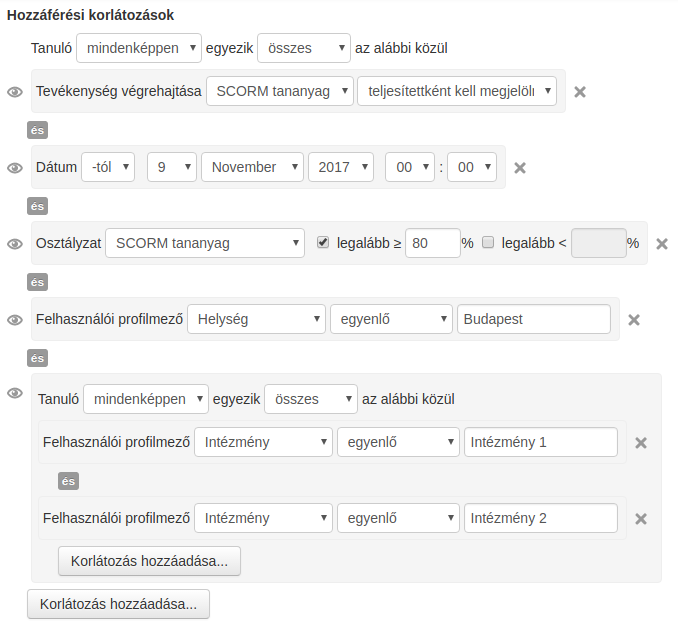 Hozzáférési korlátozások
Tanuló mindenképpen egyezik összes az alábbi közül
Tevékenység végrehajtása SCORM tananyag teljesítettként kell megjelöln
és
Dátum -tól 9 November 2017 00 : 00
és
Osztályzat SCORM tananyag legalább ≥ 80 % legalább < %
és
Felhasználói profilmező Helység egyenlő Budapest
és
Tanuló mindenképpen egyezik összes az alábbi közül
Felhasználói profilmező Intézmény egyenlő Intézmény 1
és
Felhasználói profilmező Intézmény egyenlő Intézmény 2
Korlátozás hozzáadása...
Korlátozás hozzáadása...